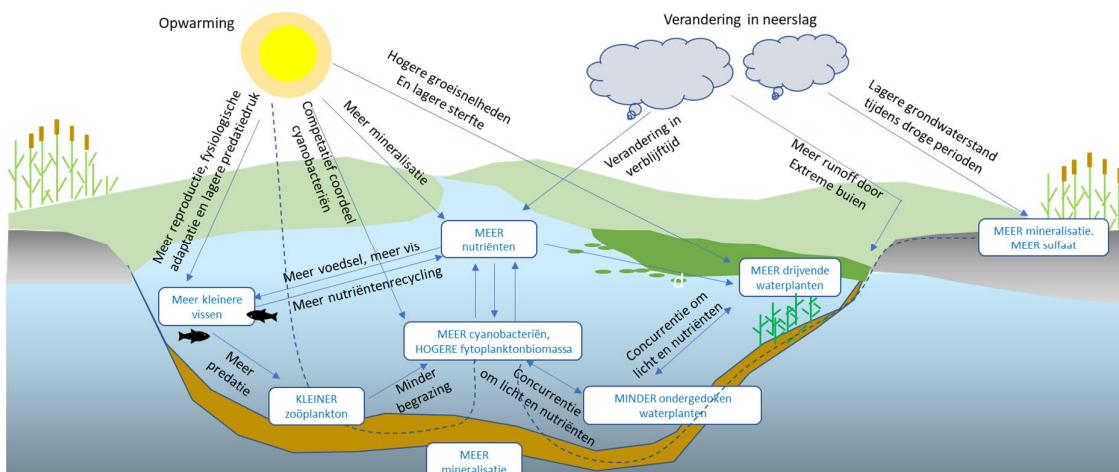 Opwarming
Verandering in neerslag
Meer reproductie, fysiologische
adaptatie en lagere predatiedruk
Competatief coordeel
cyanobacteriën
Meer mineralisatie
Hogere groeisnelheden
En lagere sterfte
Verandering in
verblijftijd
Meer runoff door
Extreme buien
Lagere grondwaterstand
tijdens droge perioden
MEER
nutriënten
MEER mineralisatie.
MEER sulfaat
Meer voedsel, meer vis
Meer nutriëntenrecycling
d
MEER drijvende
waterplanten
Meer kleinere
vissen
MEER cyanobacteriën,
HOGERE fytoplanktonbiomassa
Concurrentie om
licht en nutriënten
Meer
predatie
Minder
begrazing
Concurrentie
om licht en nutriënten
KLEINER
zoöplankton
MINDER ondergedoken
waterplanten
MEER
mineralisatie